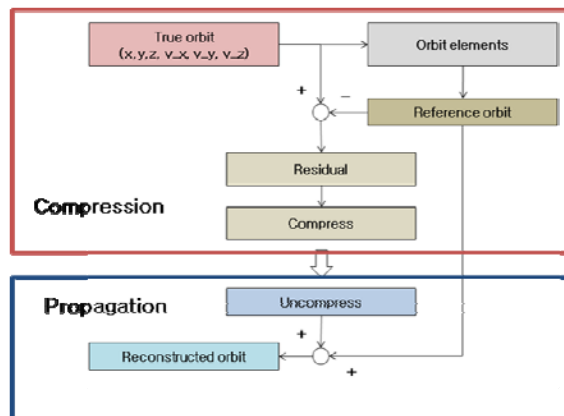 True orbit
(x,y,z, v_x, v_y, v_z)
Orbit elements
+
−
Reference orbit
Residual
Compression
Compress
Propagation
Uncompress
+
Reconstructed orbit
+